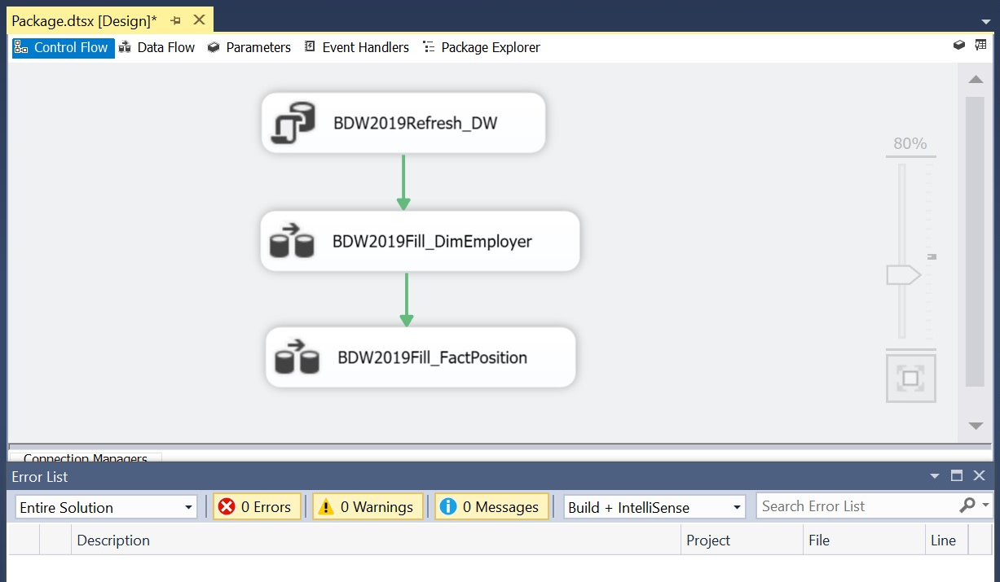 Package.dtsx [Design]*
Control Flow Data Flow Parameters Event Handlers Package Explorer
BDW2019Refresh_DW
80%
BDW2019Fill_DimEmployer
BDW2019Fill_FactPosition
Connection Managers
Error List
Entire Solution 0 Errors 0 Warnings 0 Messages Build + IntelliSense Search Error List
Description Project File Line